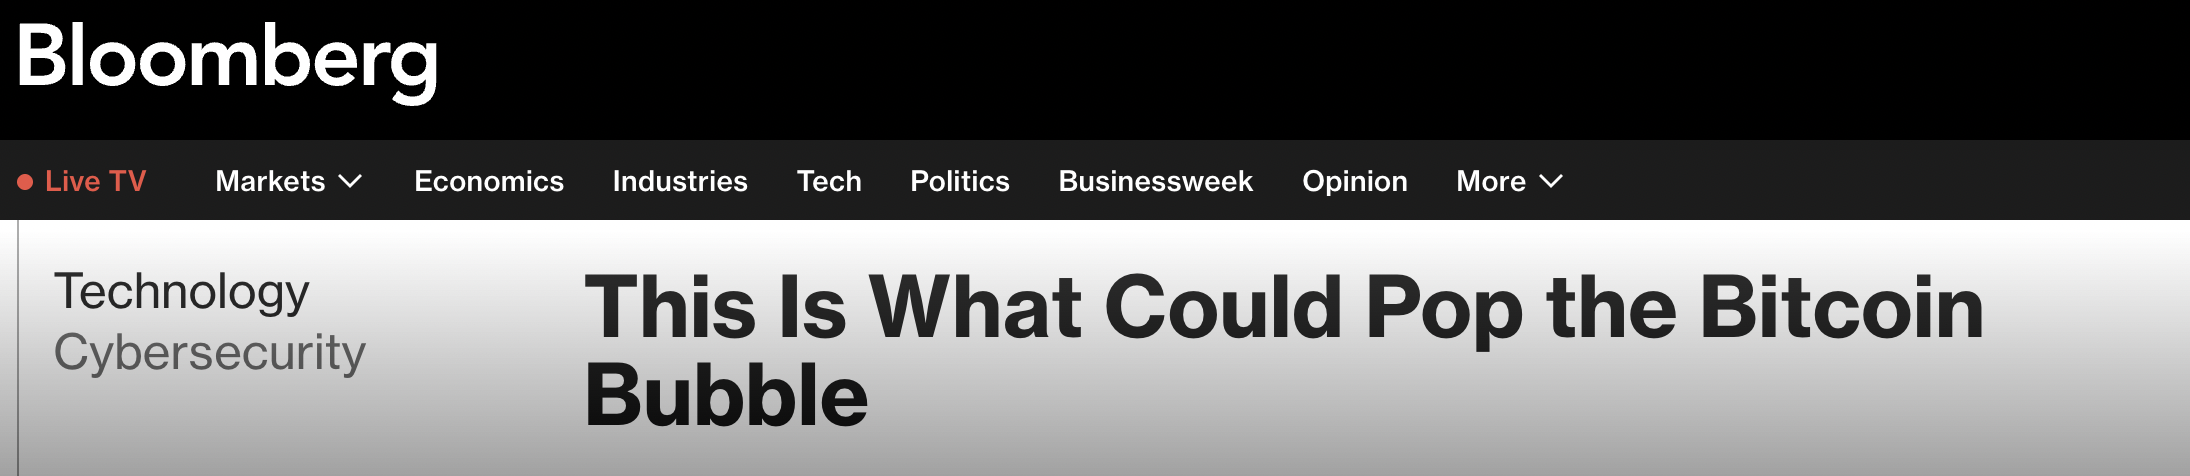 Bloomberg
Live TV Markets Economics Industries Tech Politics Businessweek Opinion More
Technology
Cybersecurity
This Is What Could Pop the Bitcoin
Bubble